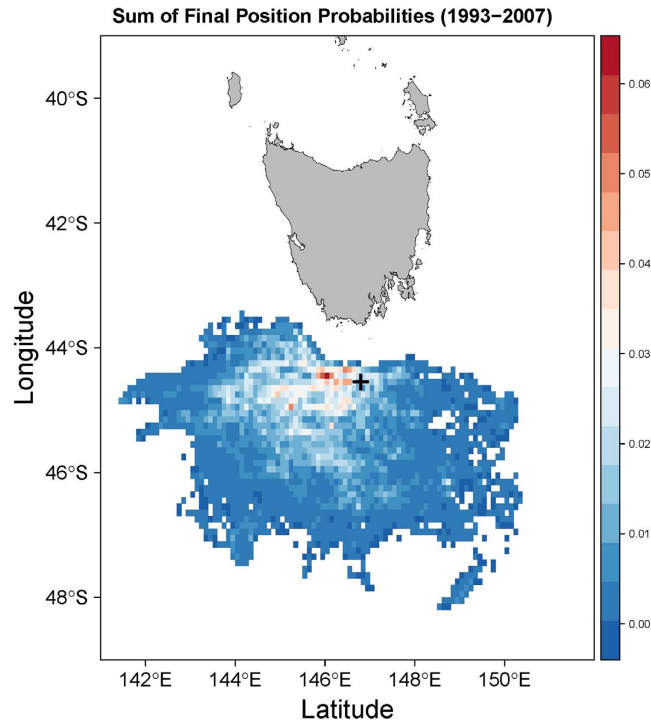 Sum of Final Position Probabilities (1993−2007)
40°S
42°S
44°S
46°S
48°S
Longitude
142°E 144°E 146°E 148°E 150°E
Latitude
0.06
0.05
0.04
0.03
0.02
0.01
0.00